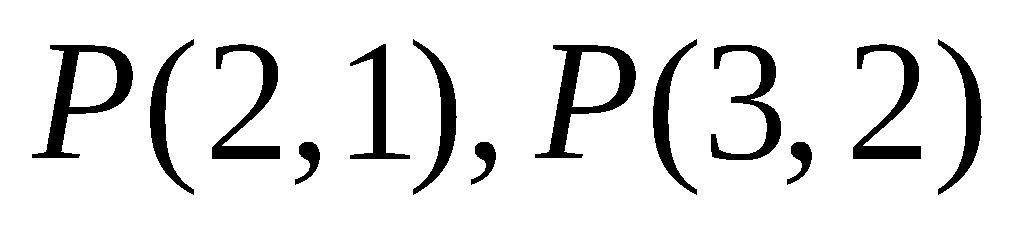 P(2,1), P(3,2)